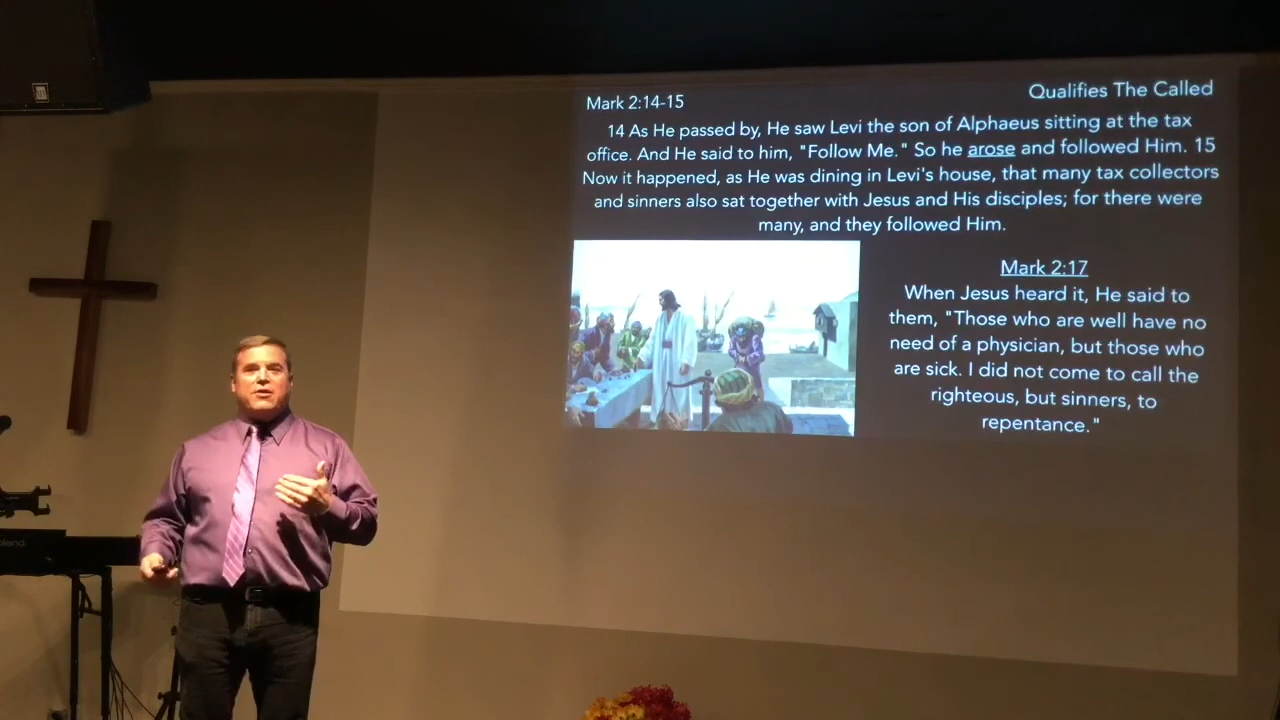 Mark 2:14-15
Qualifies The Called
14 As He passed by, He saw Levi the son of Alphaeus sitting at the tax
office. And He said to him, "Follow Me." So he arose and followed Him. 15
Now it happened, as He was dining in Levi's house, that many tax collectors
and sinners also sat together with Jesus and His disciples; for there were
many, and they followed Him.
Mark 2:17
When Jesus heard it, He said to
them, "Those who are well have no
need of a physician, but those who
are sick. I did not come to call the
righteous, but sinners, to
repentance."